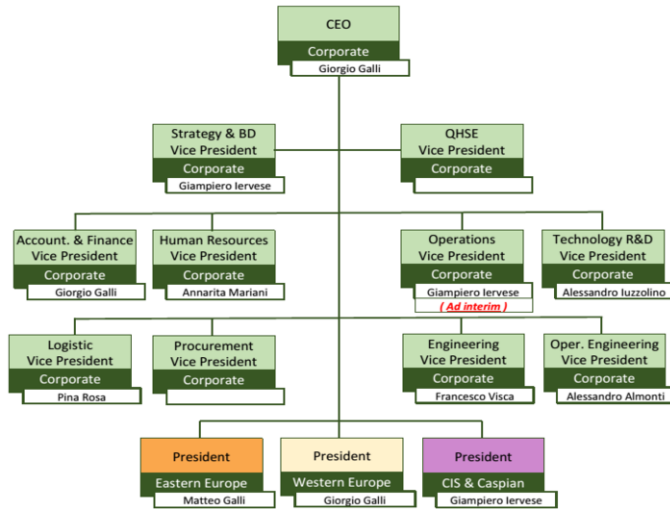 CEO
Corporate
Giorgio Galli
Strategy & BD
Vice President
Corporate
Giampiero Iervese
QHSE
Vice President
Corporate
Account. & Finance
Vice President
Corporate
Giorgio Galli
Human Resources
Vice President
Corporate
Annarita Mariani
Operations
Vice President
Corporate
Giampiero Iervese
( Ad interim )
Technology R&D
Vice President
Corporate
Alessandro Iuzzolino
Logistic
Vice President
Corporate
Pina Rosa
Procurement
Vice President
Corporate
Engineering
Vice President
Corporate
Francesco Visca
Oper. Engineering
Vice President
Corporate
Alessandro Almonti
President
Eastern Europe
Matteo Galli
President
Western Europe
Giorgio Galli
President
CIS & Caspian
Giampiero Iervese